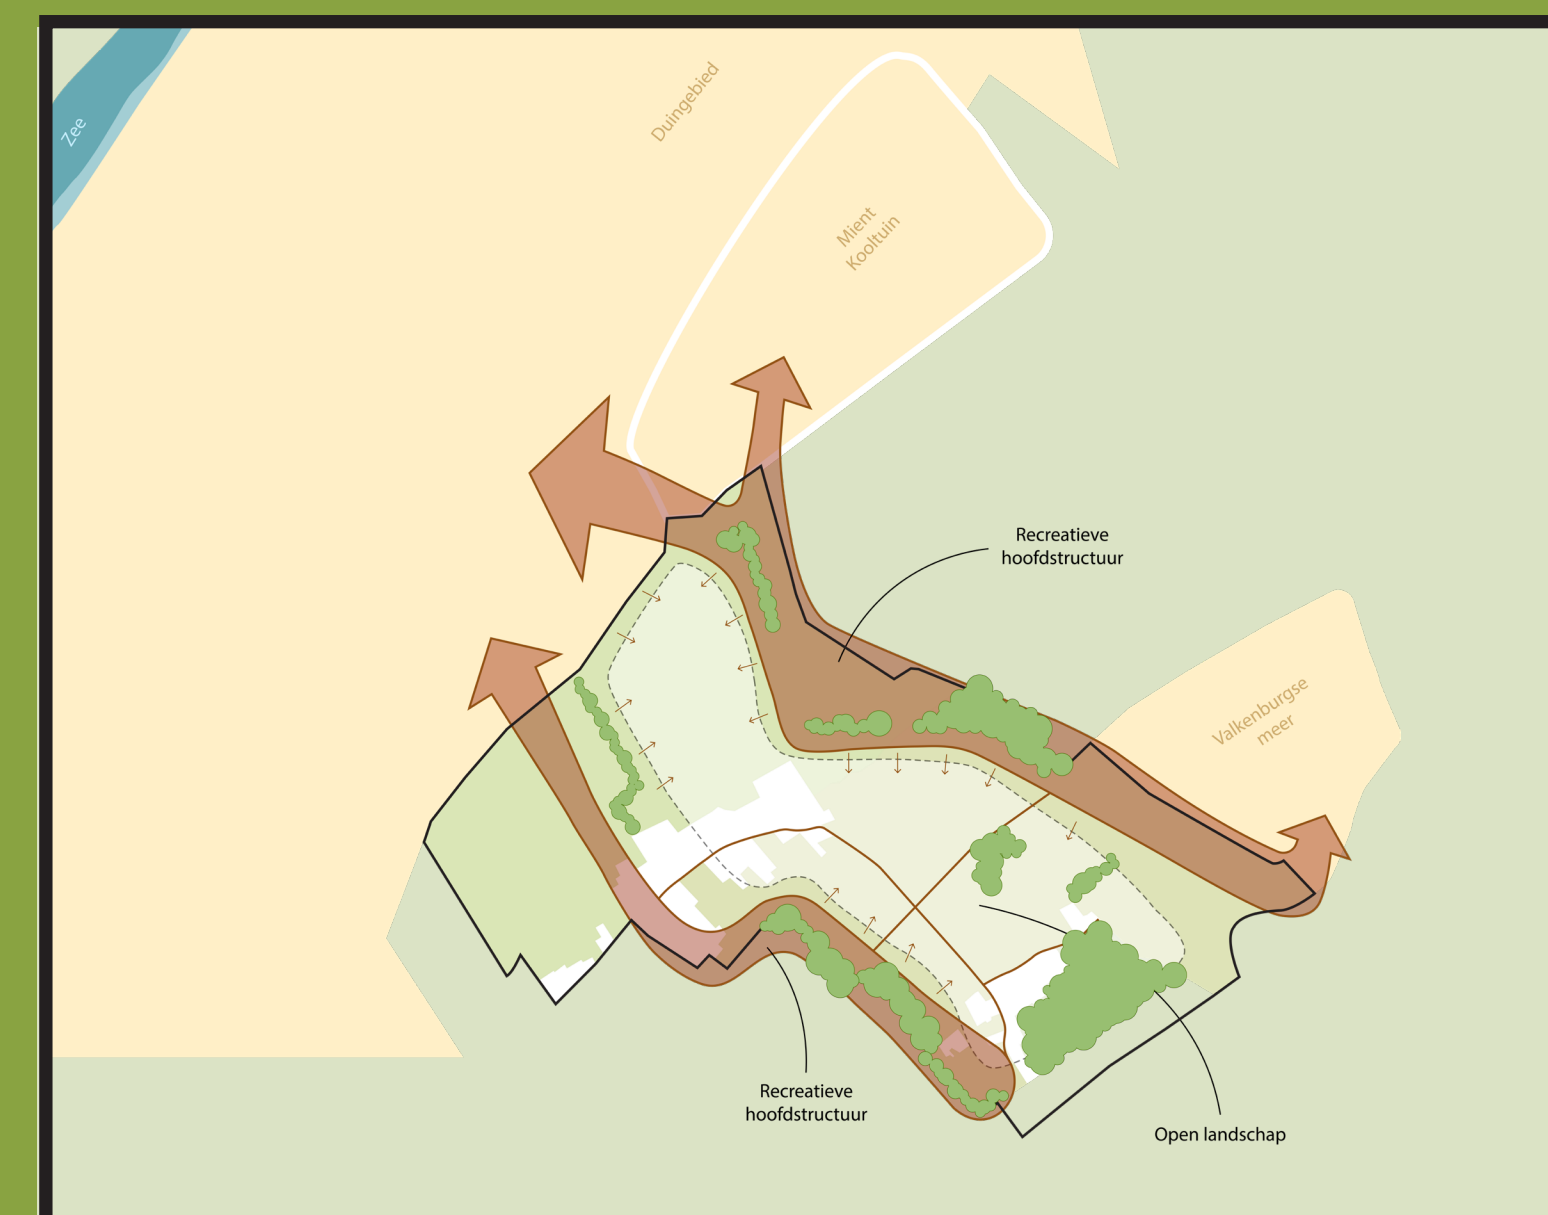 Duingebied
Zee
Mient
Kooltuin
Recreatieve
hoofdstructuur
Valkenburgse
meer
Recreatieve
hoofdstructuur
Open landschap